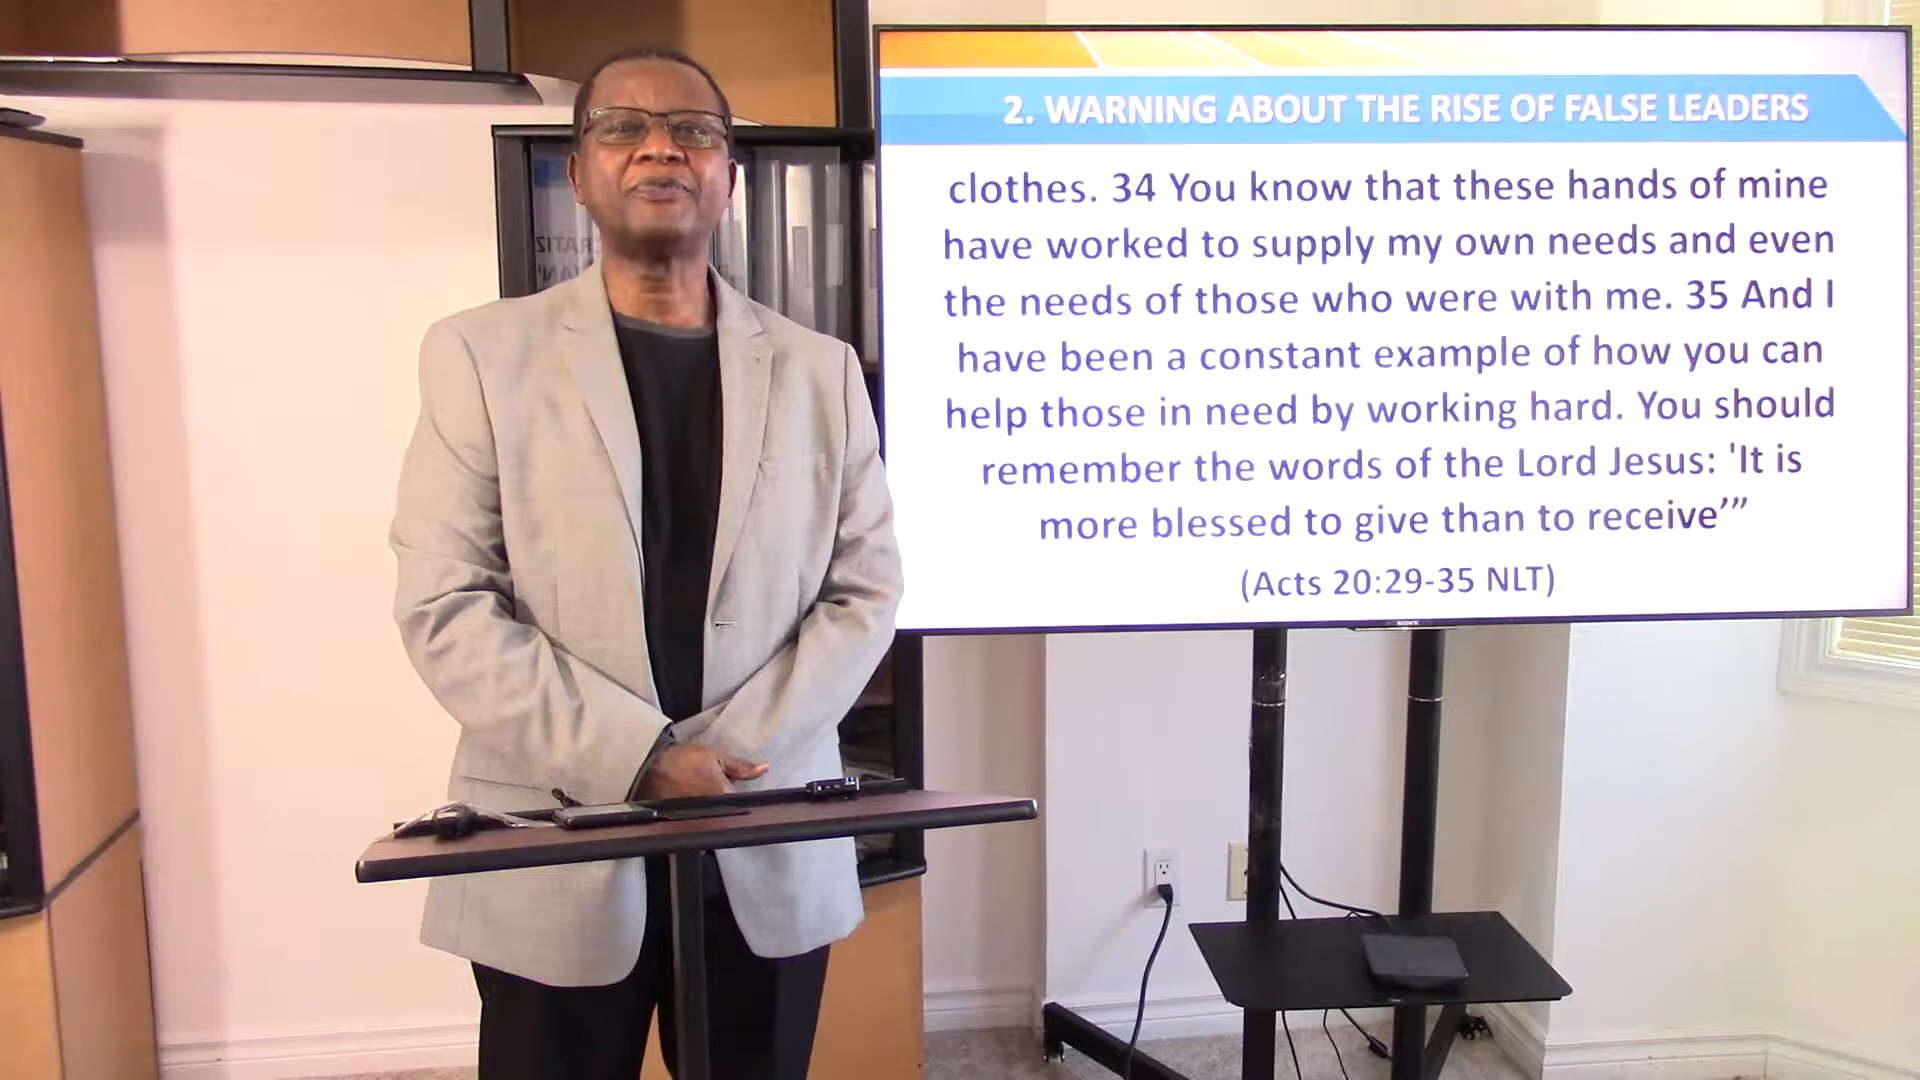 2. WARNING ABOUT THE RISE OF FALSE LEADERS
clothes. 34 You know that these hands of mine
have worked to supply my own needs and even
the needs of those who were with me. 35 And I
have been a constant example of how you can
help those in need by working hard. You should
remember the words of the Lord Jesus: 'It is
more blessed to give than to receive’”
(Acts 20:29-35 NLT)
SONY